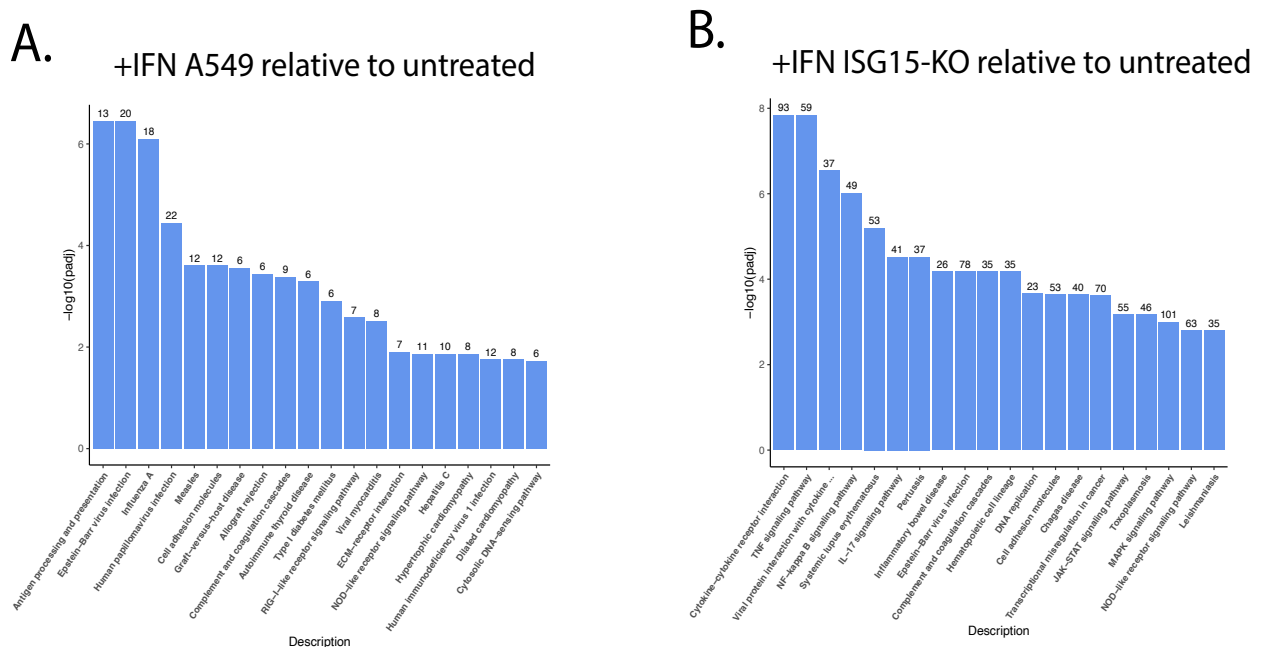 A.
+IFN A549 relative to untreated
13
20
18
22
12
12
6
6
9
6
6
7
8
7
11
10
8
12
8
6
6
4
2
0
−log10(padj)
Antigen processing and presentation
Epstein−Barr virus infection
Influenza A
Human papillomavirus infection
Measles
Cell adhesion molecules
Graft−versus−host disease
Allograft rejection
Complement and coagulation cascades
Autoimmune thyroid disease
Type I diabetes mellitus
RIG−I−like receptor signaling pathway
Viral myocarditis
ECM−receptor interaction
NOD−like receptor signaling pathway
Hepatitis C
Hypertrophic cardiomyopathy
Human immunodeficiency virus 1 infection
Dilated cardiomyopathy
Cytosolic DNA−sensing pathway
Description
B.
+IFN ISG15-KO relative to untreated
93
59
37
49
53
41
37
26
78
35
35
23
53
40
70
55
46
101
63
35
8
6
4
2
0
−log10(padj)
Cytokine−cytokine receptor interaction
TNF signaling pathway
Viral protein interaction with cytokine ...
NF−kappa B signaling pathway
Systemic lupus erythematosus
IL−17 signaling pathway
Pertussis
Inflammatory bowel disease
Epstein−Barr virus infection
Complement and coagulation cascades
Hematopoietic cell lineage
DNA replication
Cell adhesion molecules
Chagas disease
Transcriptional misregulation in cancer
JAK−STAT signaling pathway
Toxoplasmosis
MAPK signaling pathway
NOD−like receptor signaling pathway
Leishmaniasis
Description